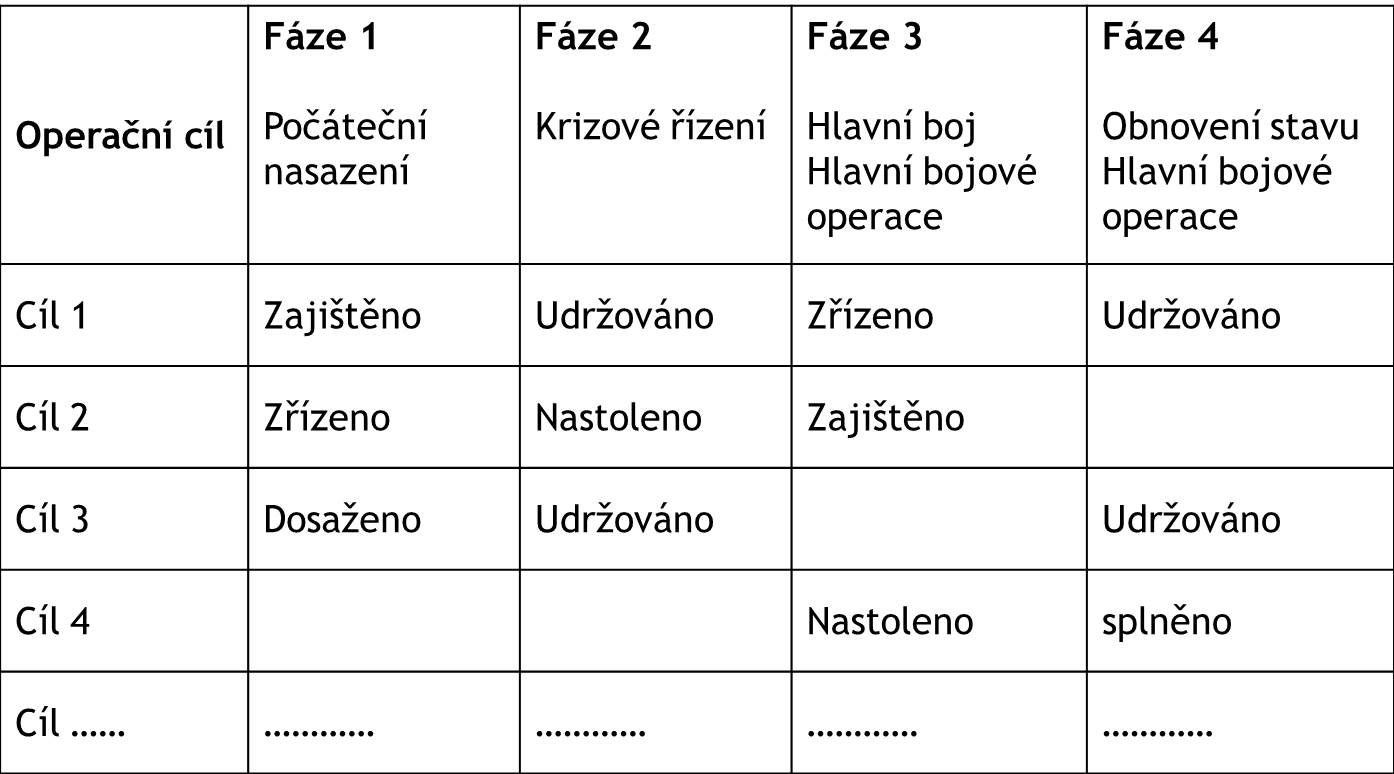 Operační cíl
Fáze 1
Počáteční
nasazení
Fáze 2
Krizové řízení
Fáze 3
Hlavní boj
Hlavní bojové
operace
Fáze 4
Obnovení stavu
Hlavní bojové
operace
Cíl 1
Zajištěno
Udržováno
Zřízeno
Udržováno
Cíl 2
Zřízeno
Nastoleno
Zajištěno
Cíl 3
Dosaženo
Udržováno
Udržováno
Cíl 4
Nastoleno
splněno
Cíl ......
............
............
............
............